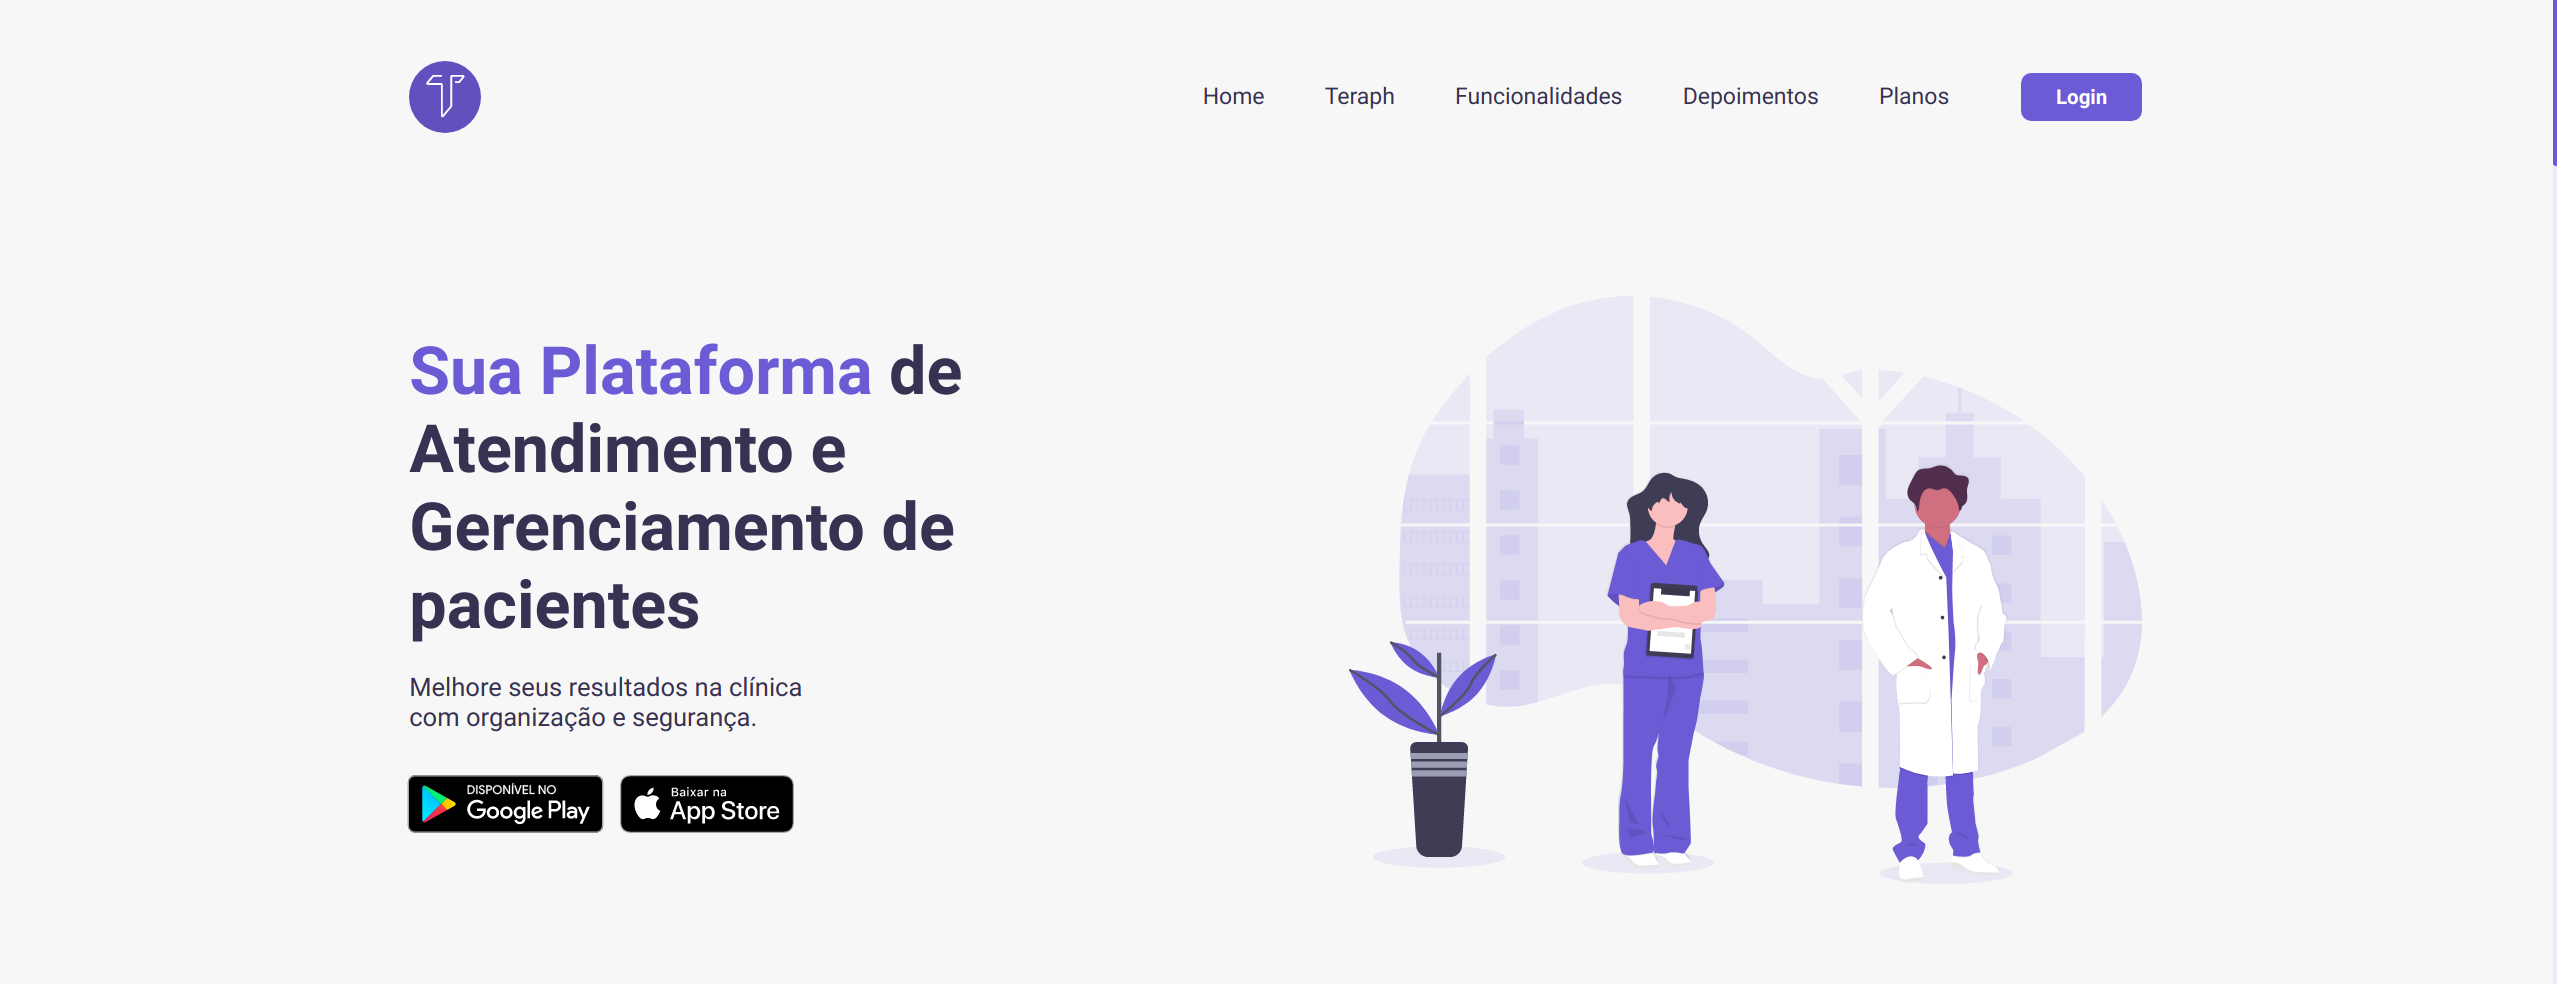 Home Teraph Funcionalidades Depoimentos Planos Login
Sua Plataforma de
Atendimento e
Gerenciamento de
pacientes
Melhore seus resultados na clínica
com organização e segurança.
DISPONÍVEL NO
Google Play
Baixar na
App Store